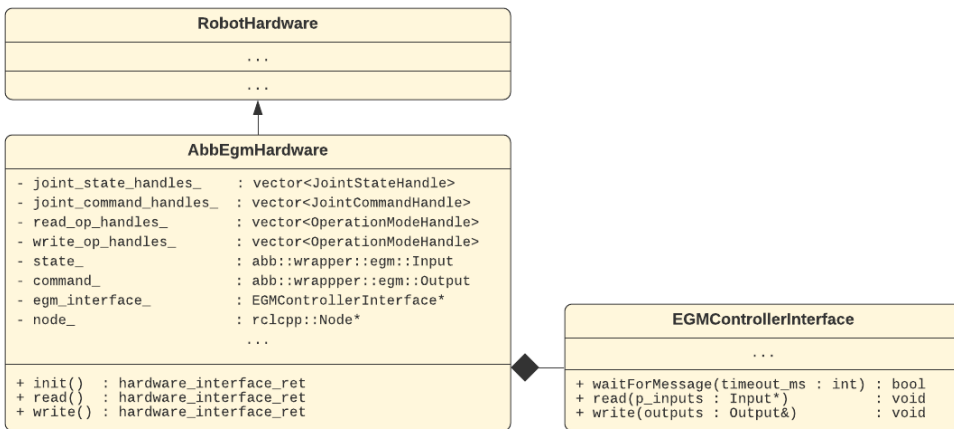 RobotHardware
...
...
AbbEgmHardware
- joint_state_handles_ : vector<JointStateHandle>
- joint_command_handles_ : vector<JointCommandHandle>
- read_op_handles_ : vector<OperationModeHandle>
- write_op_handles_ : vector<OperationModeHandle>
- state_ : abb::wrapper::egm::Input
- command_ : abb::wrappper::egm::Output
- egm_interface_ : EGMControllerInterface*
- node_ : rclcpp::Node*
...
+ init() : hardware_interface_ret
+ read() : hardware_interface_ret
+ write() : hardware_interface_ret
EGMControllerInterface
...
+ waitForMessage(timeout_ms : int) : bool
+ read(p_inputs : Input*) : void
+ write(outputs : Output&) : void